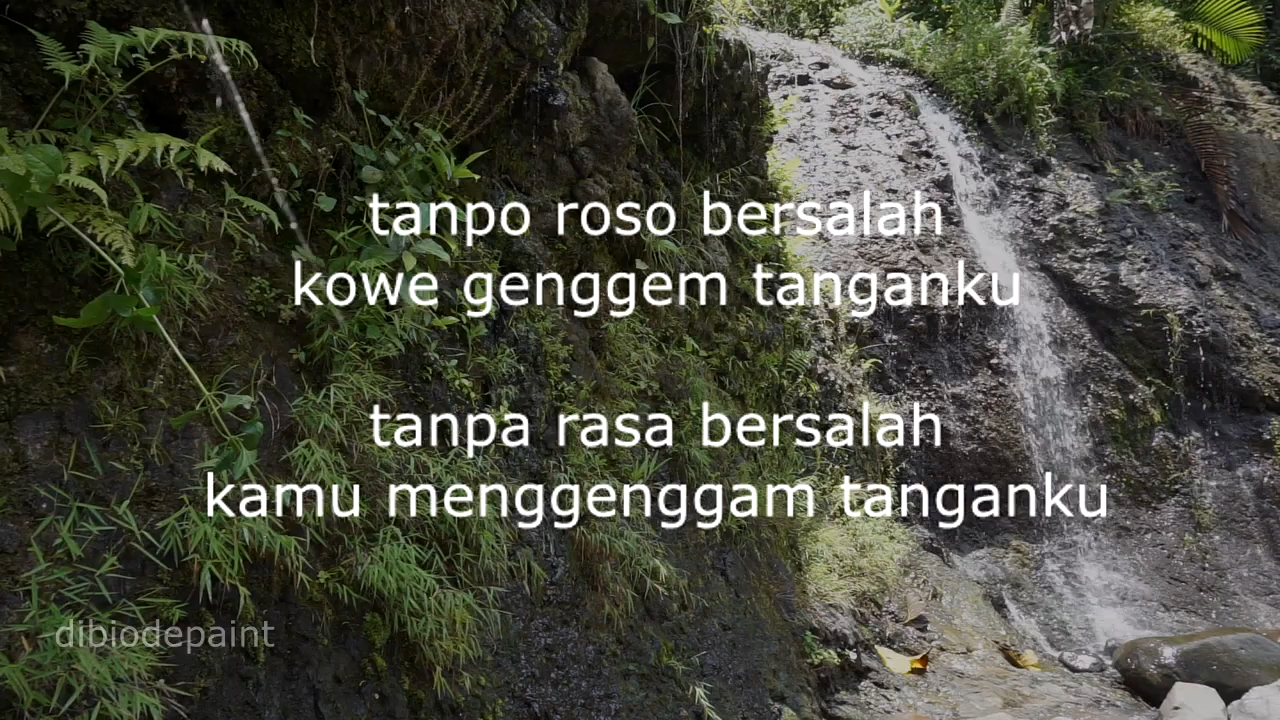 tanpo roso bersalah
kowe genggem tanganku
tanpa rasa bersalah
kamu menggenggam tanganku
dibiodepaint